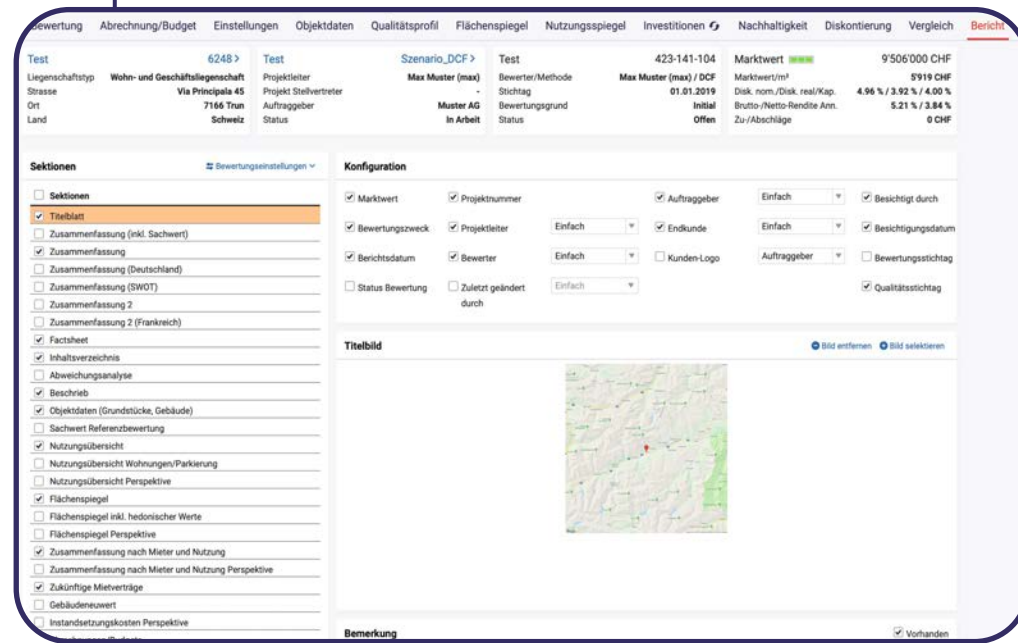 Bewertung Abrechnung/Budget Einstellungen Objektdaten Qualitätsprofil Flächenspiegel Nutzungsspiegel Investitionen Nachhaltigkeit Diskontierung Vergleich Bericht
Test 6248 >
Liegenschaftstyp Wohn- und Geschäftsliegenschaft
Strasse Via Principala 45
Ort 7166 Trun
Land Schweiz
Test Szenario_DCF >
Projektleiter Max Muster (max)
Projekt Stellvertreter -
Auftraggeber Muster AG
Status In Arbeit
Test 423-141-104
Bewerter/Methode Max Muster (max) / DCF
Stichtag 01.01.2019
Bewertungsgrund Initial
Status Offen
Marktwert 9'506'000 CHF
Marktwert/m² 5'919 CHF
Disk. nom./Disk. real/Kap. 4.96 % / 3.92 % / 4.00 %
Brutto-/Netto-Rendite Ann. 5.21 % / 3.84 %
Zu-/Abschläge 0 CHF
Sektionen Bewertungseinstellungen
Sektionen
Titelblatt
Zusammenfassung (inkl. Sachwert)
Zusammenfassung
Zusammenfassung (Deutschland)
Zusammenfassung (SWOT)
Zusammenfassung 2
Zusammenfassung 2 (Frankreich)
Factsheet
Inhaltsverzeichnis
Abweichungsanalyse
Beschrieb
Objektdaten (Grundstücke, Gebäude)
Sachwert Referenzbewertung
Nutzungsübersicht
Nutzungsübersicht Wohnungen/Parkierung
Nutzungsübersicht Perspektive
Flächenspiegel
Flächenspiegel inkl. hedonischer Werte
Flächenspiegel Perspektive
Zusammenfassung nach Mieter und Nutzung
Zusammenfassung nach Mieter und Nutzung Perspektive
Zukünftige Mietverträge
Gebäudeneuwert
Instandsetzungskosten Perspektive
Konfiguration
Marktwert Projektnummer Auftraggeber Einfach Besichtigt durch
Bewertungszweck Projektleiter Einfach Endkunde Einfach Besichtigungsdatum
Berichtsdatum Bewerter Einfach Kunden-Logo Auftraggeber Bewertungsstichtag
Status Bewertung Zuletzt geändert Einfach Qualitätsstichtag
durch
Titelbild Bild entfernen Bild selektieren
Bemerkung Vorhanden